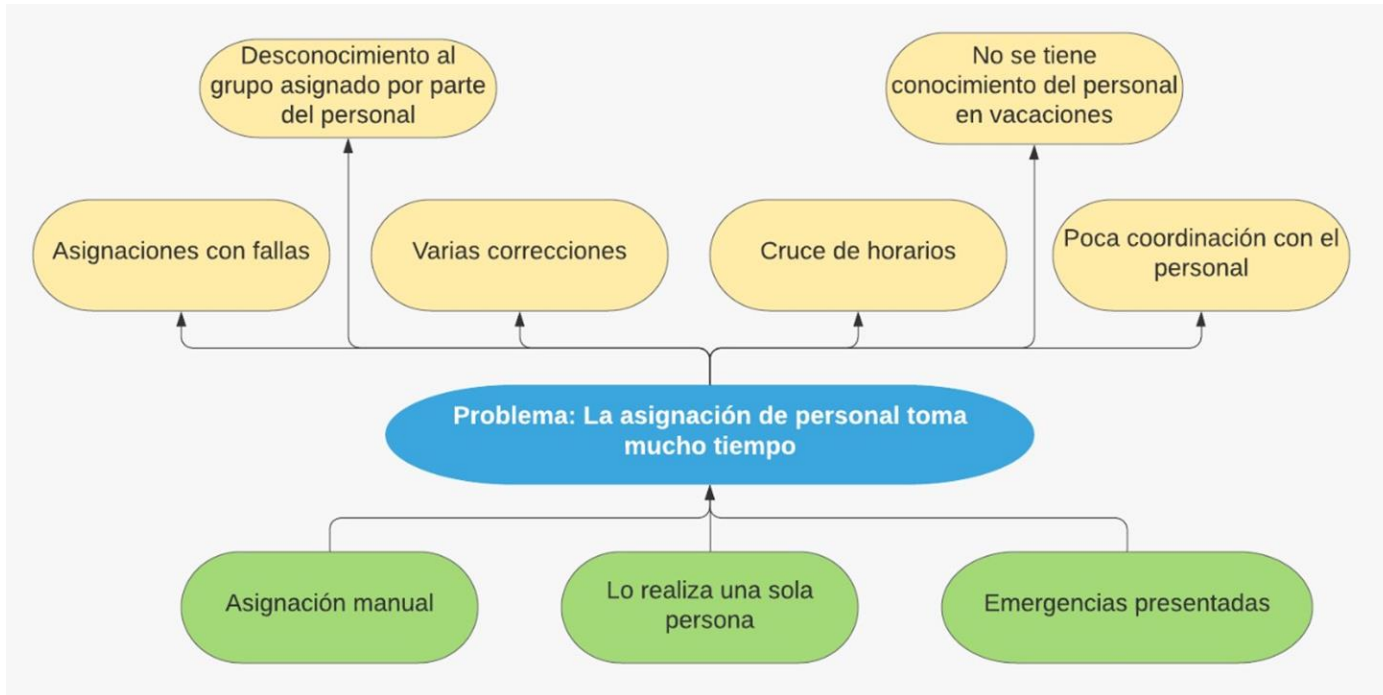 Desconocimiento al
grupo asignado por parte
del personal
No se tiene
conocimiento del personal
en vacaciones
Asignaciones con fallas
Varias correcciones
Cruce de horarios
Poca coordinación con el
personal
Problema: La asignación de personal toma
mucho tiempo
Asignación manual
Lo realiza una sola
persona
Emergencias presentadas